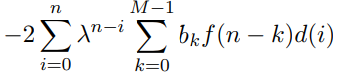 $-2 \sum_{i=0}^{n} \lambda^{n-i} \sum_{k=0}^{M-1} b_k f(n-k) d(i)$